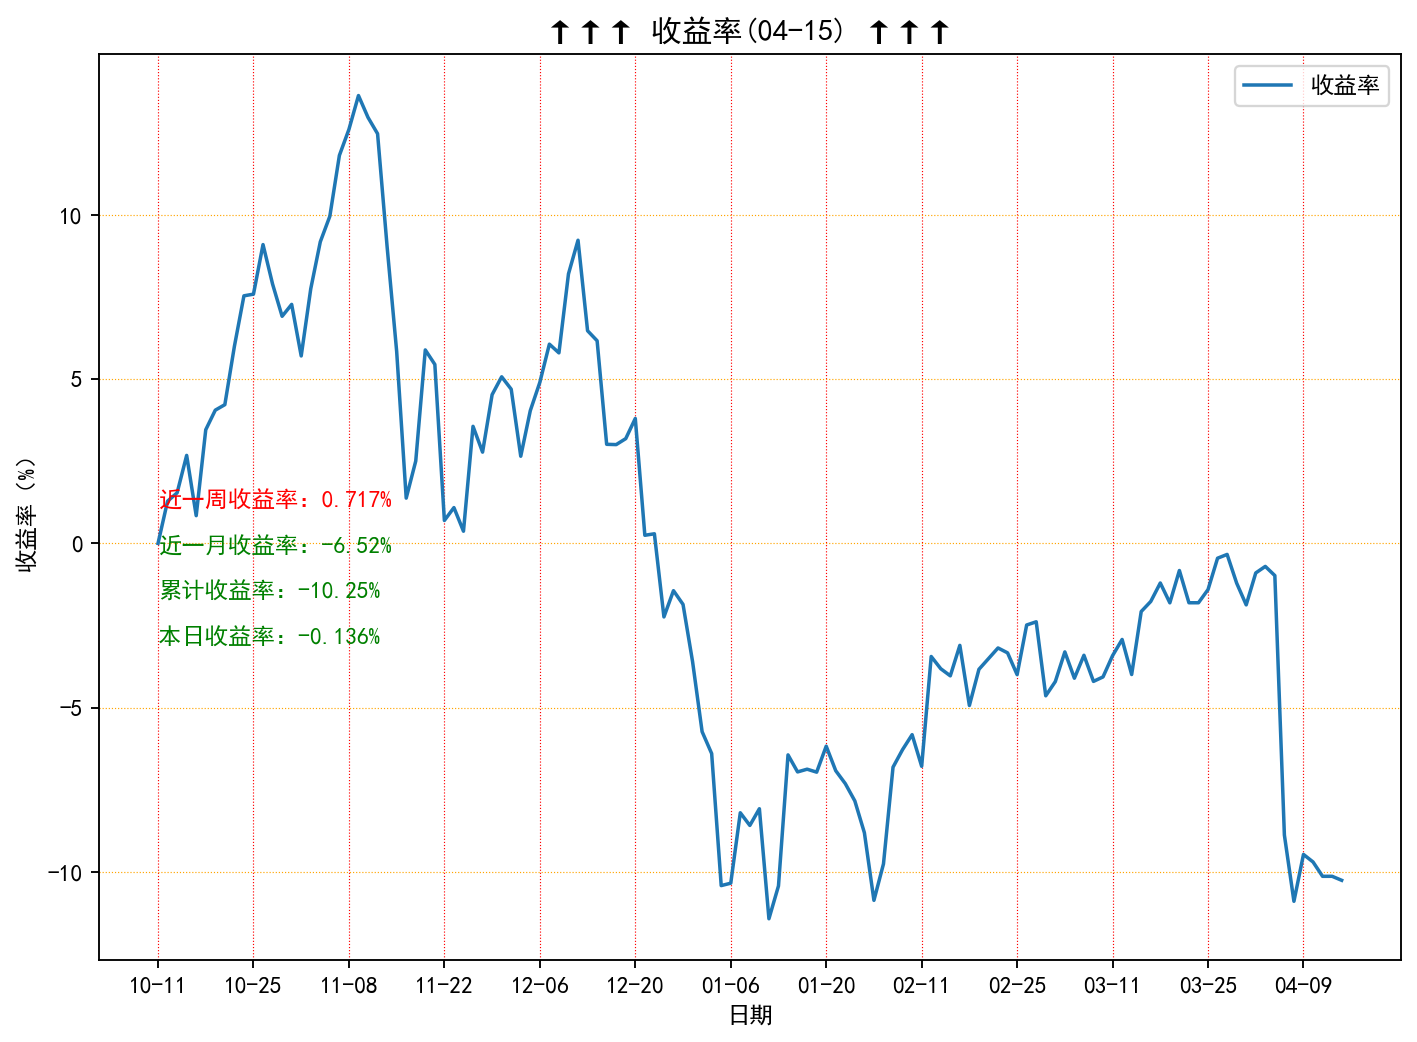 ↑↑↑ 收益率(04-15) ↑↑↑
收益率
10
5
0
-5
-10
收益率 (%)
近一周收益率: 0.717%
近一月收益率: -6.52%
累计收益率: -10.25%
本日收益率: -0.136%
10-11 10-25 11-08 11-22 12-06 12-20 01-06 01-20 02-11 02-25 03-11 03-25 04-09
日期